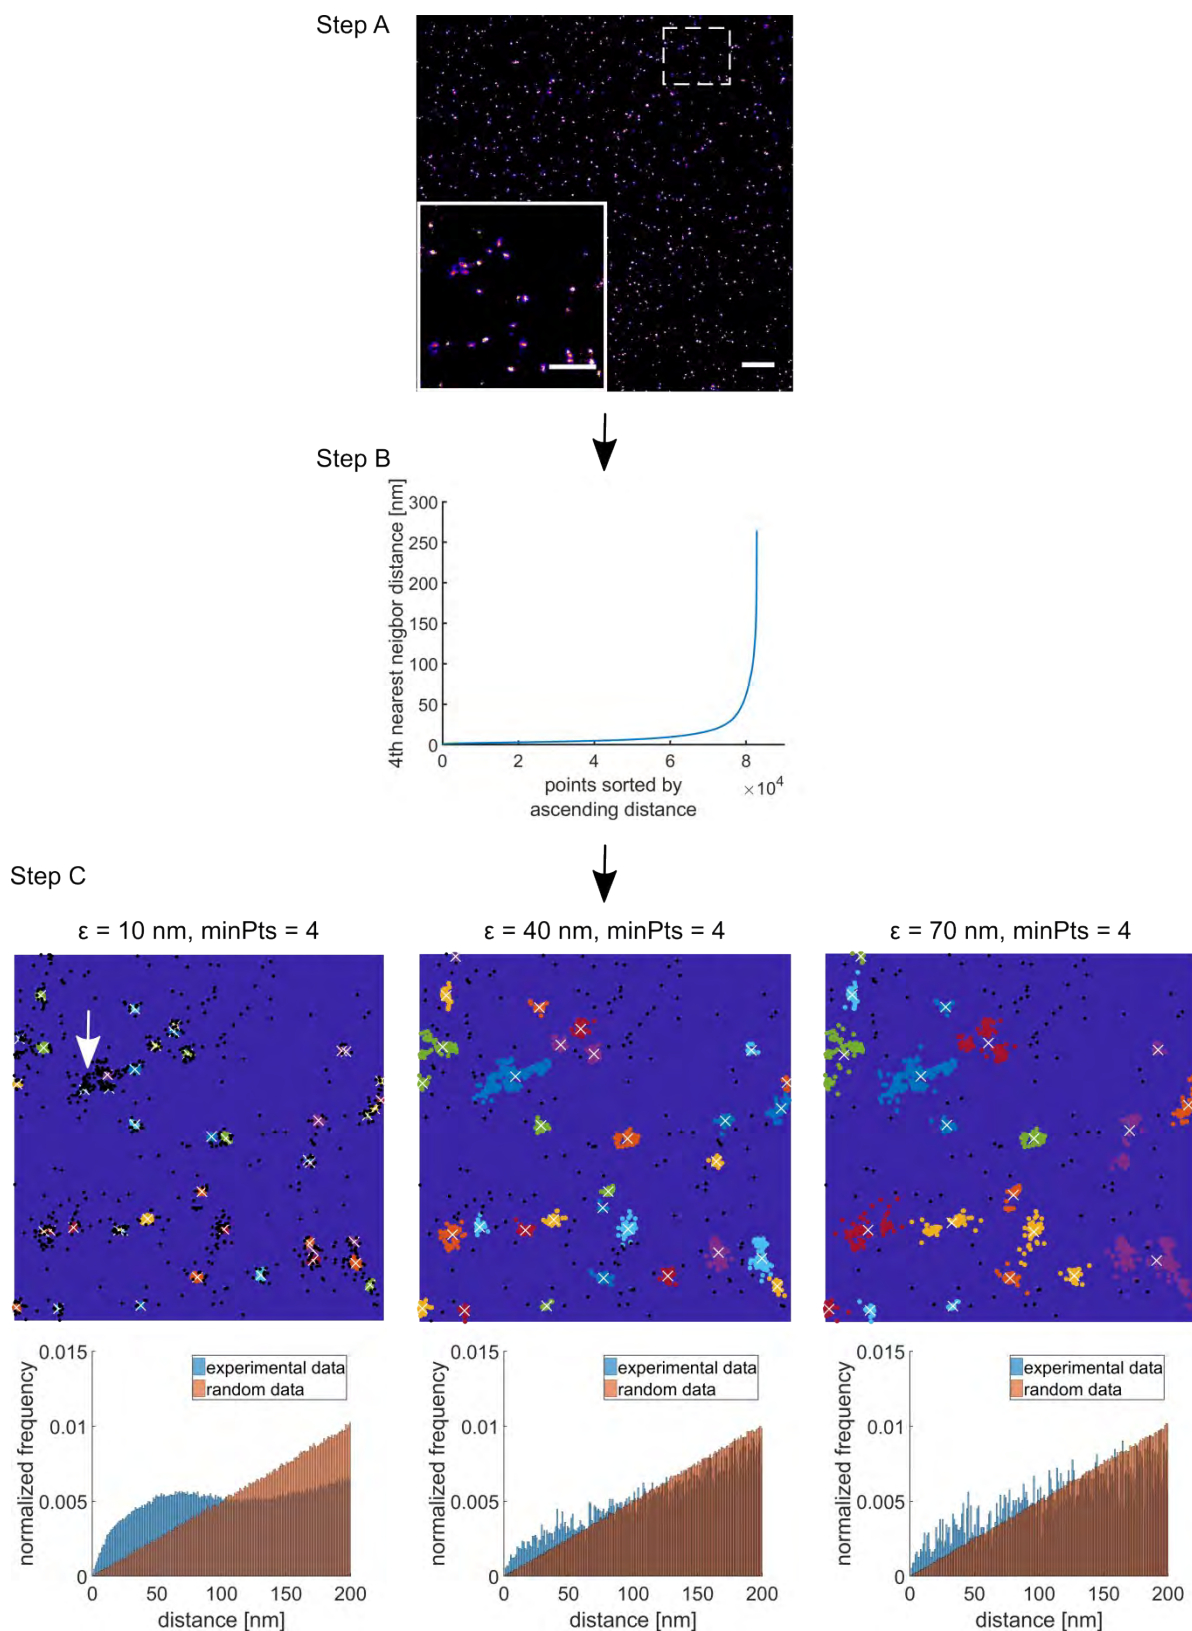 Step A
Step B
4th nearest neigbor distance [nm]
300
250
200
150
100
50
0
0 2 4 6 8
×10⁴
points sorted by
ascending distance
Step C
ε = 10 nm, minPts = 4
ε = 40 nm, minPts = 4
ε = 70 nm, minPts = 4
normalized frequency
0.015
0.01
0.005
0
experimental data
random data
0 50 100 150 200
distance [nm]
normalized frequency
0.015
0.01
0.005
0
experimental data
random data
0 50 100 150 200
distance [nm]
normalized frequency
0.015
0.01
0.005
0
experimental data
random data
0 50 100 150 200
distance [nm]